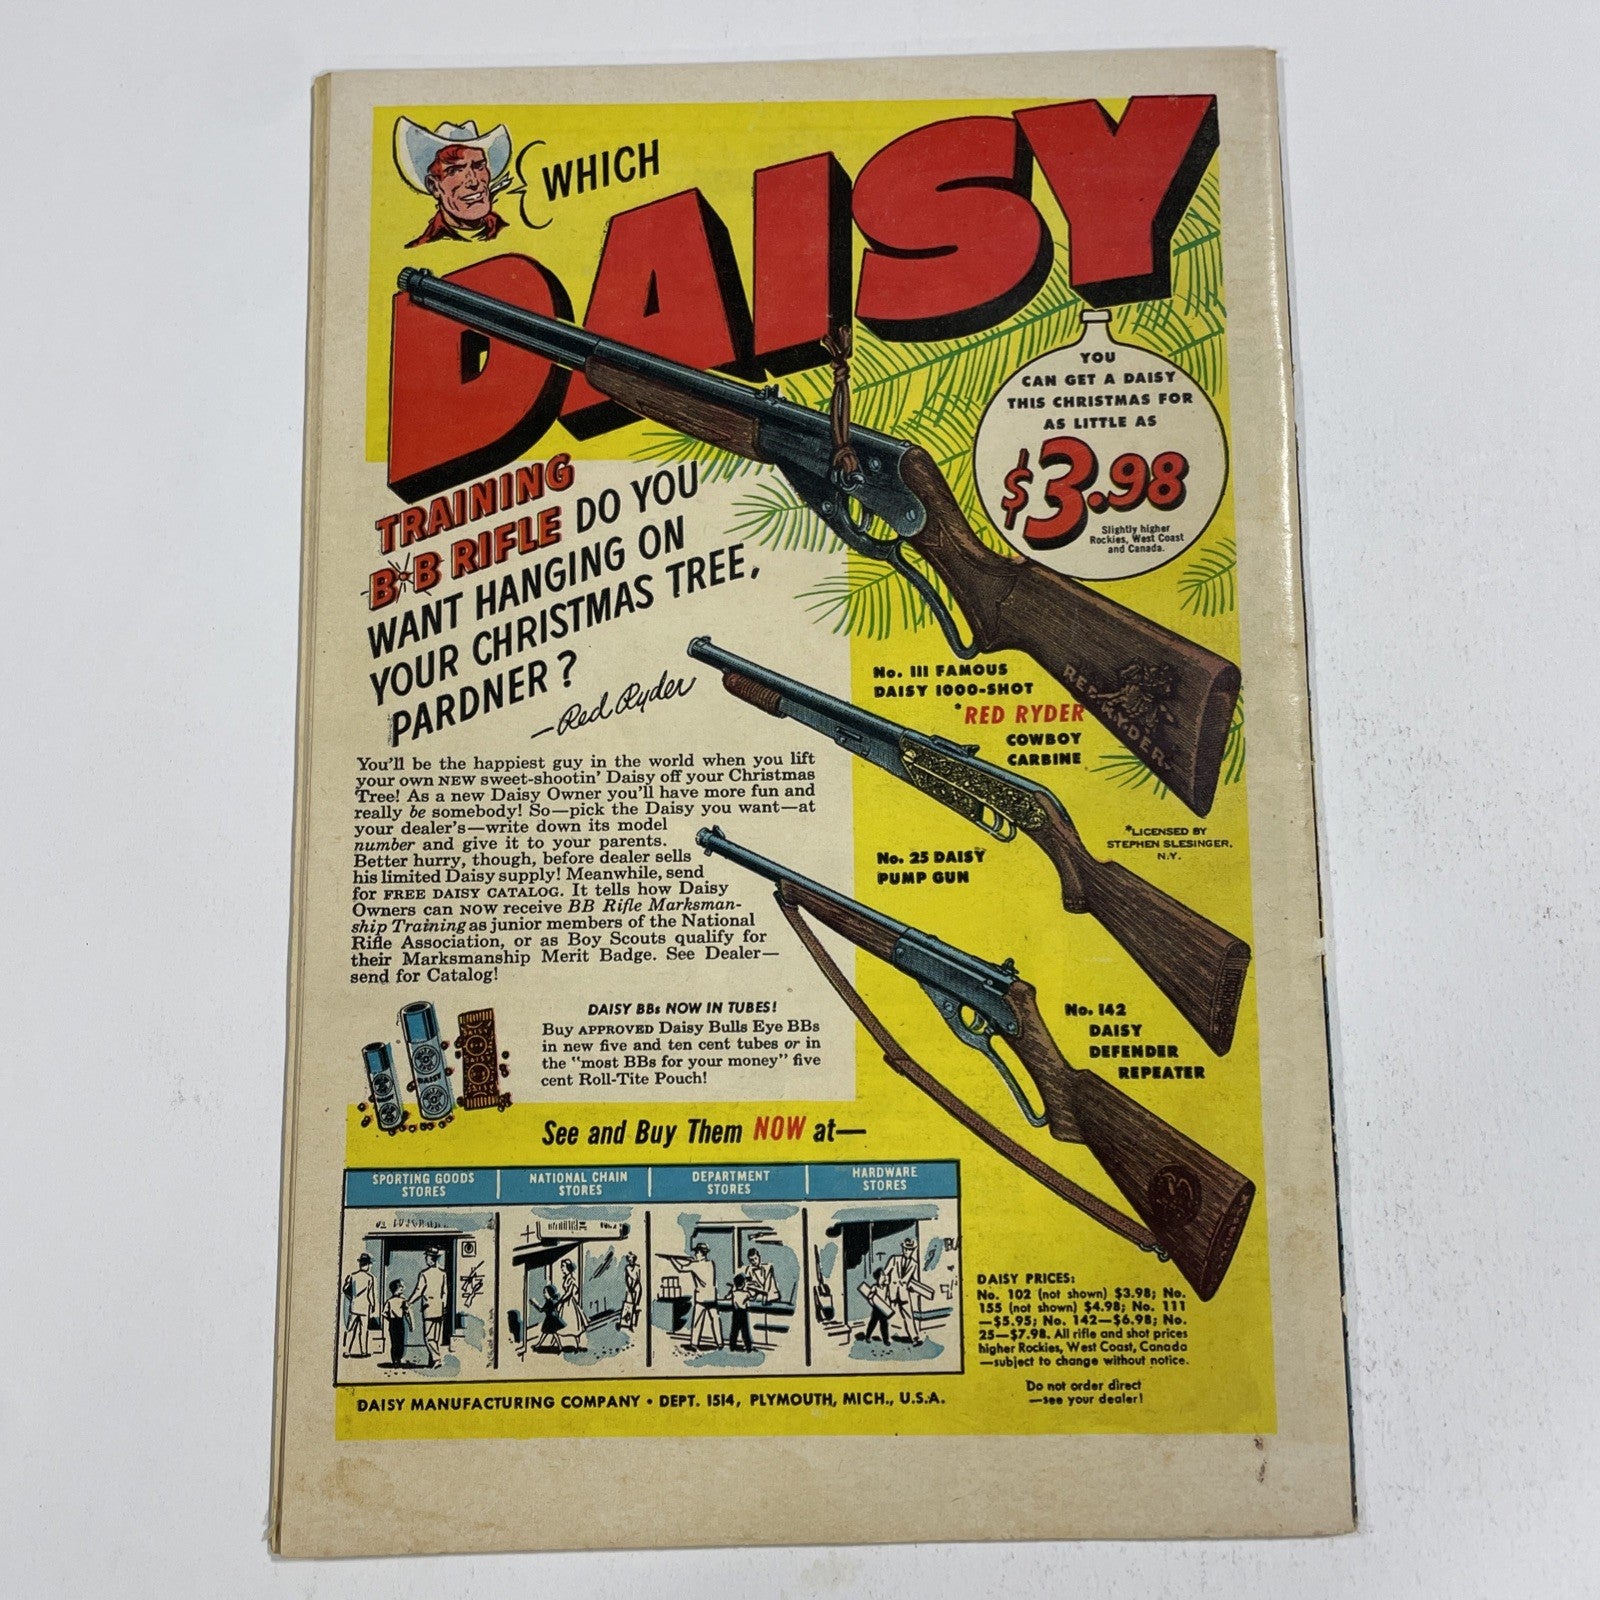 WHICH
DAISY
TRAINING
B·B RIFLE DO YOU
WANT HANGING ON
YOUR CHRISTMAS TREE,
PARDNER?
—Red Ryder
YOU
CAN GET A DAISY
THIS CHRISTMAS FOR
AS LITTLE AS
$3.98
Slightly higher
Rockies, West Coast
and Canada.
No. 111 FAMOUS
DAISY 1000-SHOT
*RED RYDER
COWBOY
CARBINE
RED RYDER
*LICENSED BY
STEPHEN SLESINGER,
N.Y.
No. 25 DAISY
PUMP GUN
No. 142
DAISY
DEFENDER
REPEATER
You'll be the happiest guy in the world when you lift
your own NEW sweet-shootin' Daisy off your Christmas
Tree! As a new Daisy Owner you'll have more fun and
really be somebody! So—pick the Daisy you want—at
your dealer's—write down its model
number and give it to your parents.
Better hurry, though, before dealer sells
his limited Daisy supply! Meanwhile, send
for FREE DAISY CATALOG. It tells how Daisy
Owners can NOW receive BB Rifle Marksman-
ship Training as junior members of the National
Rifle Association, or as Boy Scouts qualify for
their Marksmanship Merit Badge. See Dealer—
send for Catalog!
DAISY BBs NOW IN TUBES!
Buy APPROVED Daisy Bulls Eye BBs
in new five and ten cent tubes or in
the "most BBs for your money" five
cent Roll-Tite Pouch!
DAISY
DAISY
See and Buy Them NOW at—
SPORTING GOODS
STORES
NATIONAL CHAIN
STORES
DEPARTMENT
STORES
HARDWARE
STORES
DAISY PRICES:
No. 102 (not shown) $3.98; No.
155 (not shown) $4.98; No. 111
—$5.95; No. 142—$6.98; No.
25—$7.98. All rifle and shot prices
higher Rockies, West Coast, Canada
—subject to change without notice.
Do not order direct
—see your dealer!
DAISY MANUFACTURING COMPANY • DEPT. 1514, PLYMOUTH, MICH., U.S.A.